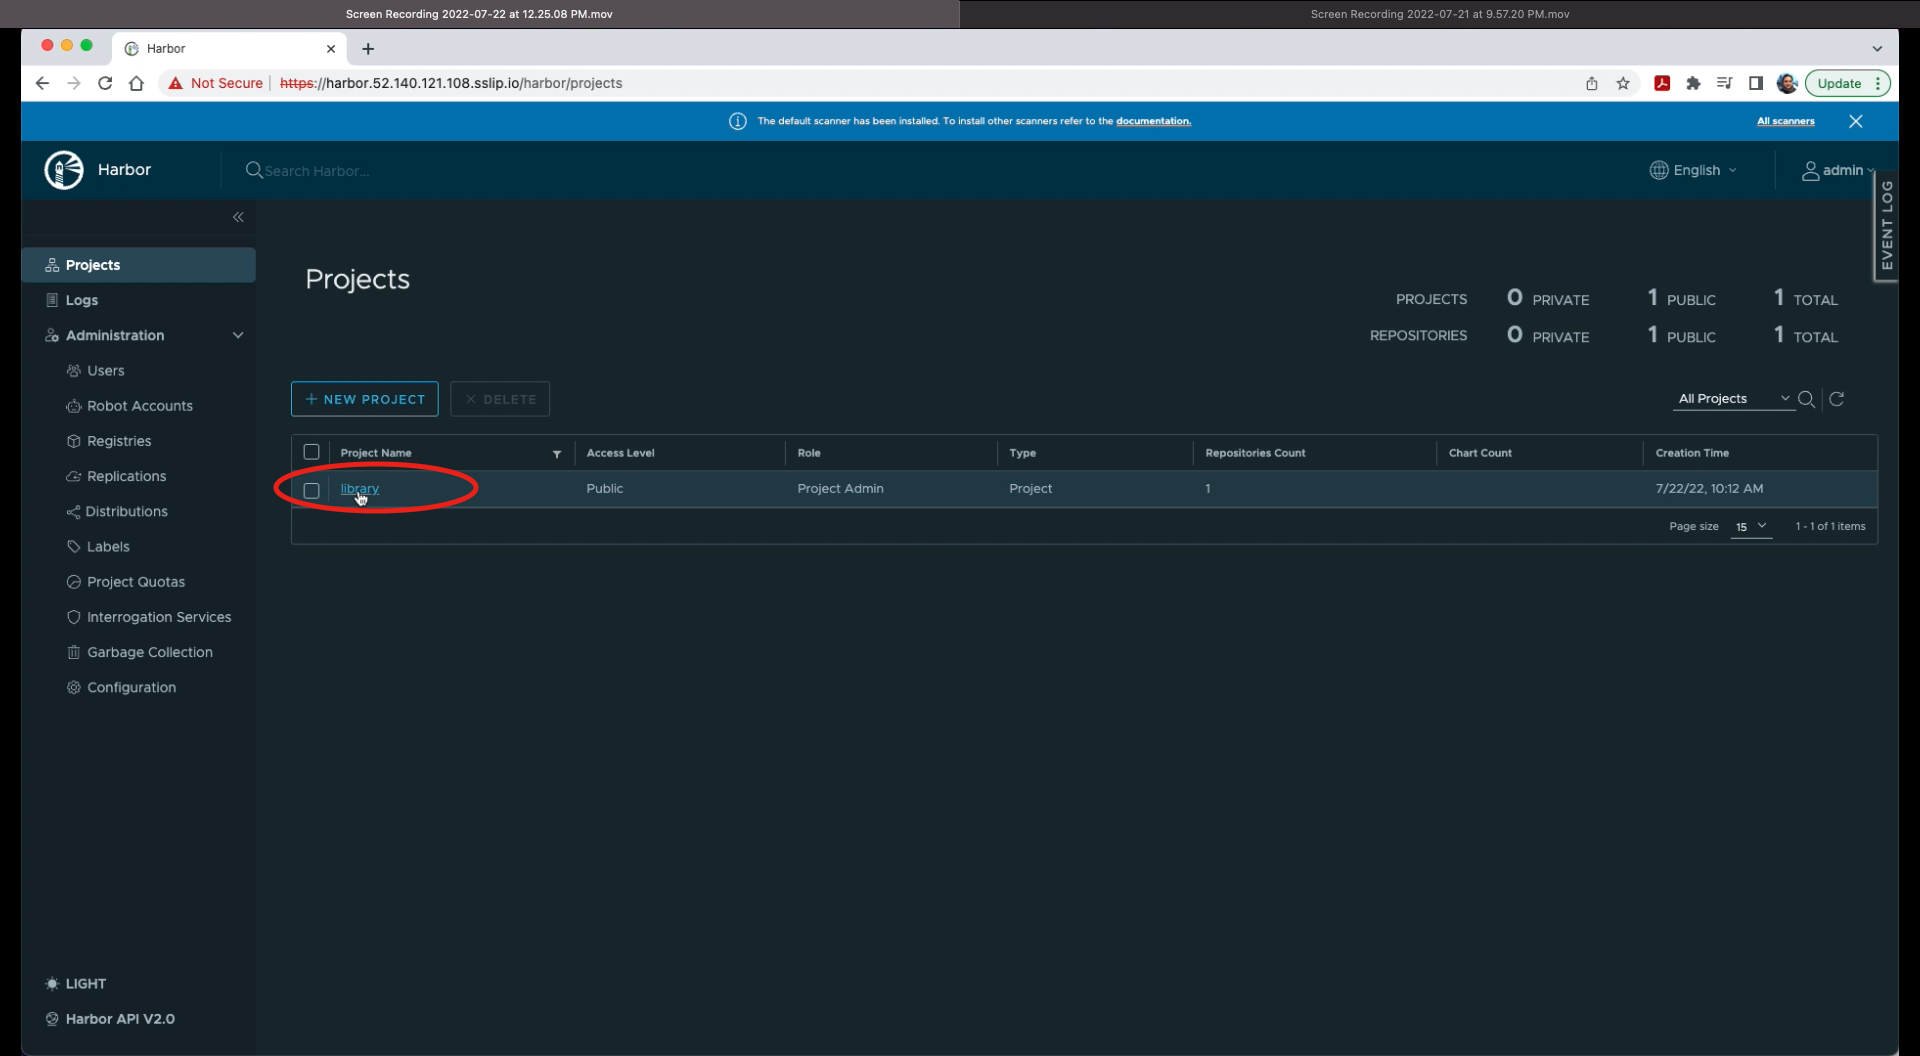 Screen Recording 2022-07-22 at 12.25.08 PM.mov
Screen Recording 2022-07-21 at 9.57.20 PM.mov
Harbor
Not Secure
https://harbor.52.140.121.108.sslip.io/harbor/projects
Update
The default scanner has been installed. To install other scanners refer to the documentation.
All scanners
Harbor
Search Harbor...
English
admin
EVENT LOG
Projects
Logs
Administration
Users
Robot Accounts
Registries
Replications
Distributions
Labels
Project Quotas
Interrogation Services
Garbage Collection
Configuration
LIGHT
Harbor API V2.0
Projects
PROJECTS 0 PRIVATE 1 PUBLIC 1 TOTAL
REPOSITORIES 0 PRIVATE 1 PUBLIC 1 TOTAL
+ NEW PROJECT
× DELETE
All Projects
Project Name Access Level Role Type Repositories Count Chart Count Creation Time
library Public Project Admin Project 1 7/22/22, 10:12 AM
Page size 15 1 - 1 of 1 items